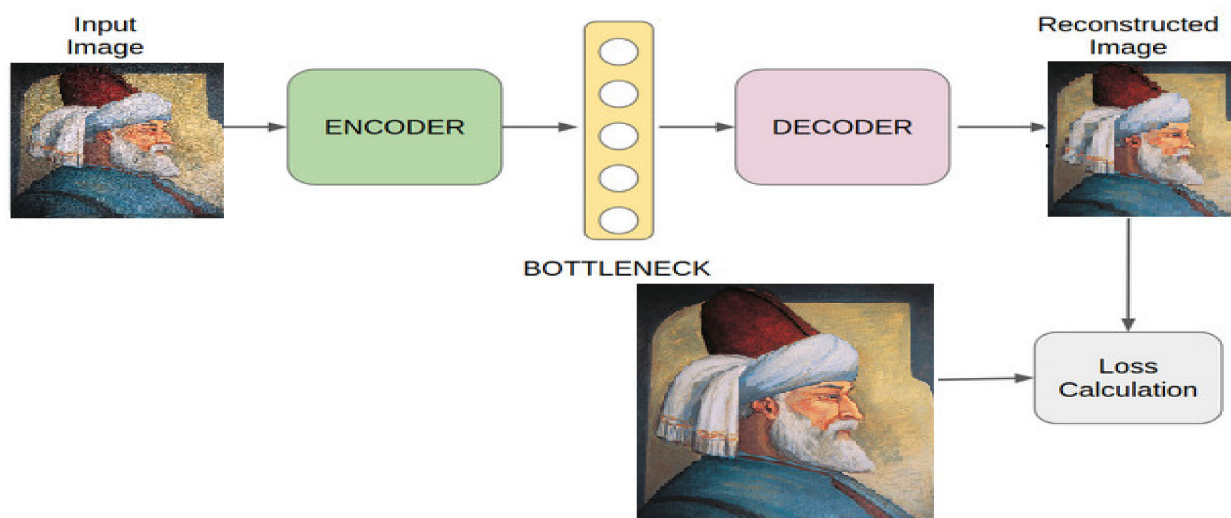 Input
Image
Reconstructed
Image
ENCODER
DECODER
BOTTLENECK
Loss
Calculation